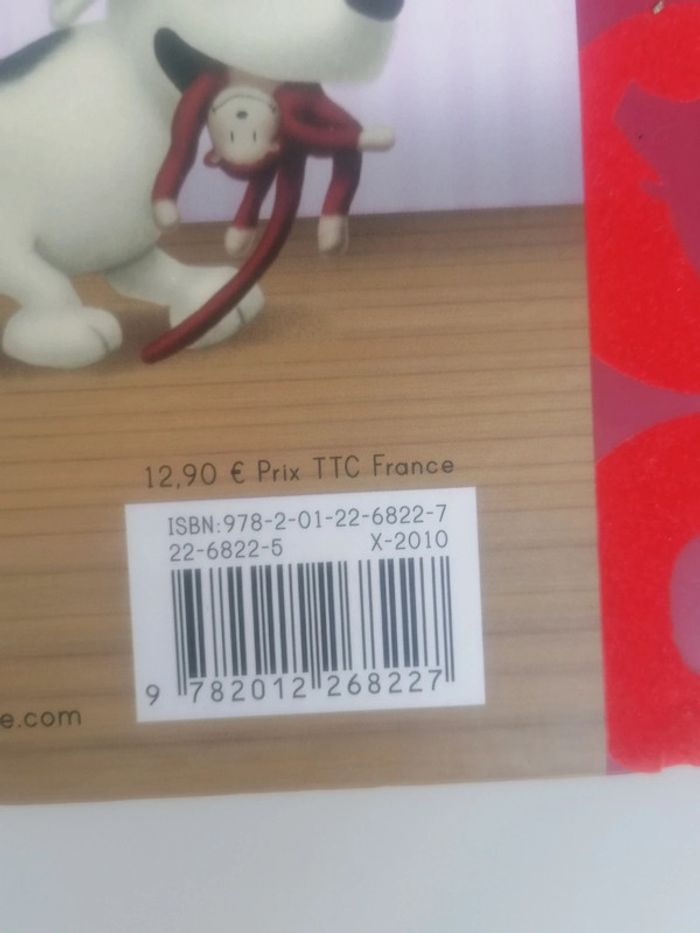 12,90 € Prix TTC France
ISBN:978-2-01-22-6822-7
22-6822-5 X-2010
9 782012 268227
e.com